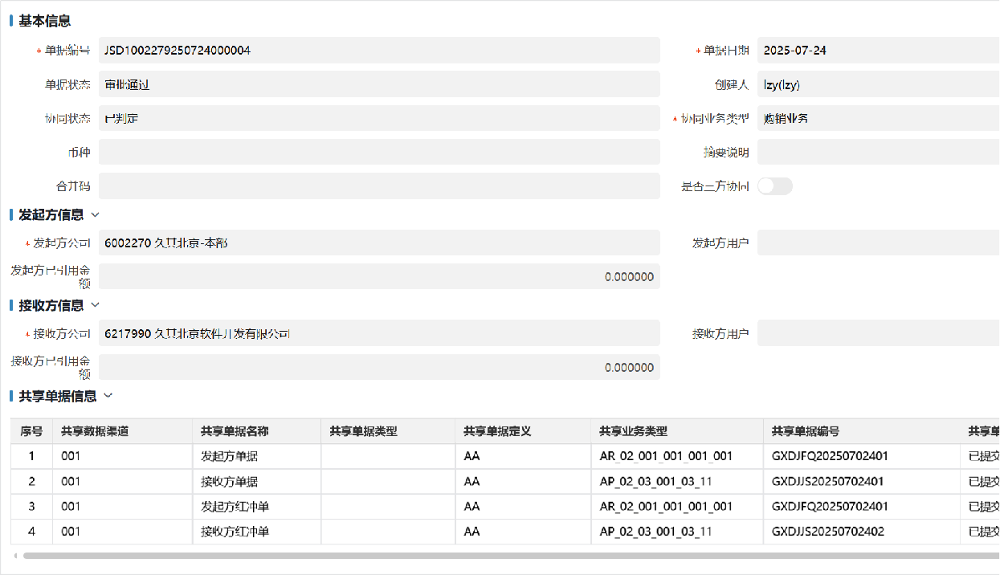 基本信息
* 单据编号 JSD1002279250724000004 * 单据日期 2025-07-24
单据状态 审批通过 创建人 lzy(lzy)
协同状态 已判定 * 协同业务类型 购销业务
币种 摘要说明
合并码 是否三方协同
发起方信息
* 发起方公司 6002270 久其北京-本部 发起方用户
发起方已引用金
额 0.000000
接收方信息
* 接收方公司 6217990 久其北京软件开发有限公司 接收方用户
接收方已引用金
额 0.000000
共享单据信息
序号 共享数据渠道 共享单据名称 共享单据类型 共享单据定义 共享业务类型 共享单据编号 共享单
1 001 发起方单据 AA AR_02_001_001_001_001 GXDJFQ20250702401 已提交
2 001 接收方单据 AA AP_02_03_001_03_11 GXDJJS20250702401 已提交
3 001 发起方红冲单 AA AR_02_001_001_001_001 GXDJFQ20250702401 已提交
4 001 接收方红冲单 AA AP_02_03_001_03_11 GXDJJS20250702402 已提交